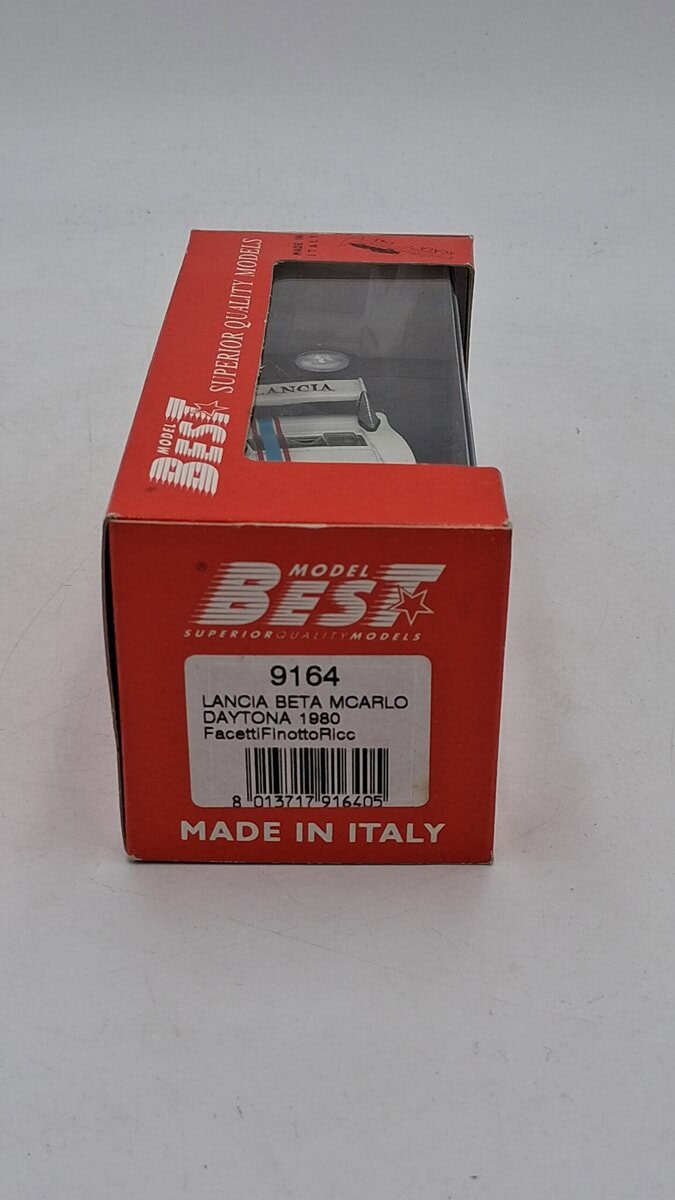 MADE IN
ITALY
SUPERIOR QUALITY MODELS
MODEL
BEST
LANCIA
MODEL
BEST
SUPERIORQUALITYMODELS
9164
LANCIA BETA MCARLO
DAYTONA 1980
FacettiFinottoRicc
8 013717 916405
MADE IN ITALY